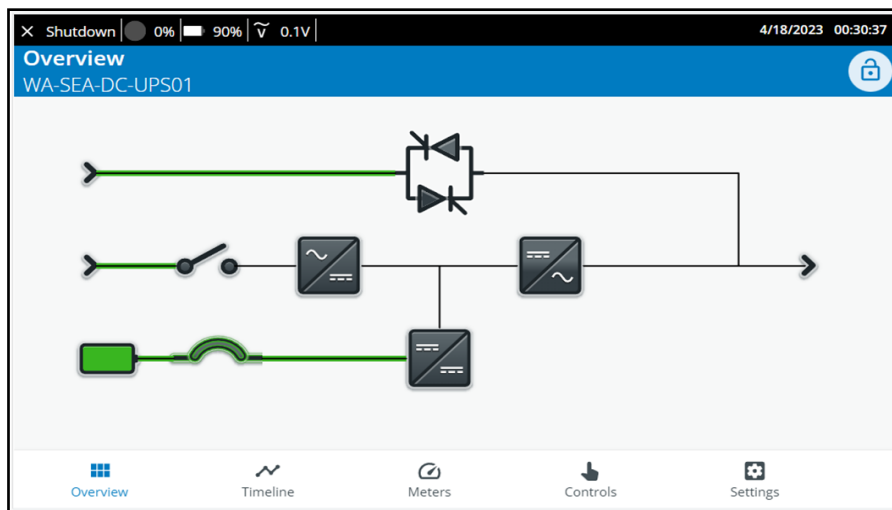 Shutdown 0% 90% V 0.1V 4/18/2023 00:30:37
Overview
WA-SEA-DC-UPS01
Overview Timeline Meters Controls Settings